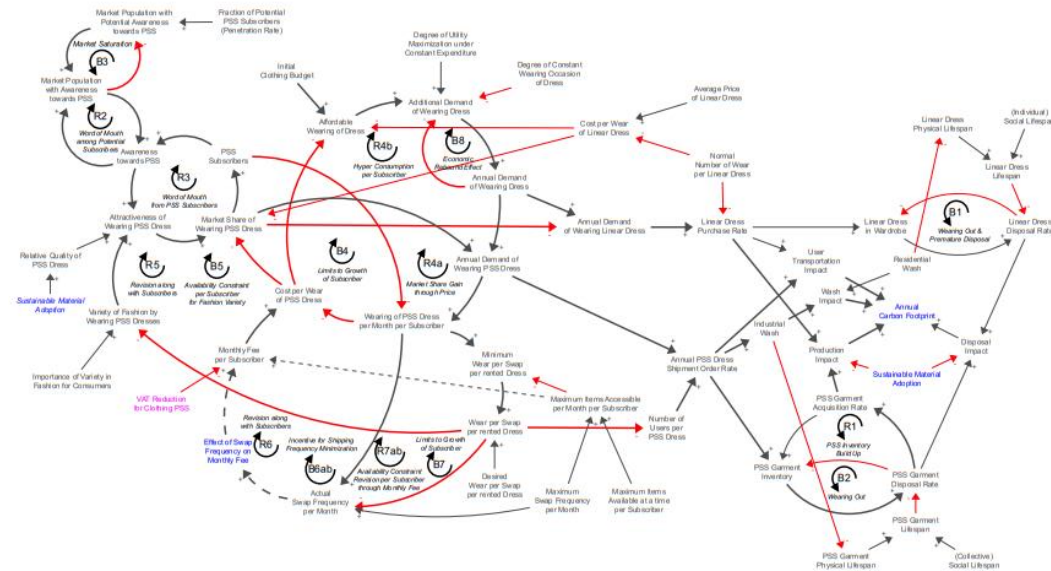 Market Population with
Potential Awareness
towards PSS
Fraction of Potential
PSS Subscribers
(Penetration Rate)
Market Saturation
B3
Market Population
with Awareness
towards PSS
R2
Word of Mouth
among Potential
Subscribers
Awareness
towards PSS
PSS
Subscribers
R3
Word of Mouth
from PSS Subscribers
Initial
Clothing Budget
Degree of Utility
Maximization under
Constant Expenditure
Degree of Constant
Wearing Occasion
of Dress
Affordable
Wearing of Dress
Additional Demand
of Wearing Dress
R4b
Hyper Consumption
per Subscriber
B8
Economic
Rebound Effect
Annual Demand
of Wearing Dress
Average Price
of Linear Dress
Cost per Wear
of Linear Dress
Normal
Number of Wear
per Linear Dress
Linear Dress
Physical Lifespan
(Individual)
Social Lifespan
Linear Dress
Lifespan
Attractiveness of
Wearing PSS Dress
Market Share of
Wearing PSS Dress
Annual Demand
of Wearing Linear Dress
Linear Dress
Purchase Rate
Linear Dress
in Wardrobe
B1
Wearing Out &
Premature Disposal
Linear Dress
Disposal Rate
Relative Quality of
PSS Dress
Sustainable Material
Adoption
R5
Revision along
with Subscribers
B5
Availability Constraint
per Subscriber
for Fashion Variety
B4
Limits to Growth
of Subscriber
R4a
Market Share Gain
through Price
Annual Demand of
Wearing PSS Dress
User
Transportation
Impact
Residential
Wash
Wash
Impact
Annual
Carbon Footprint
Variety of Fashion by
Wearing PSS Dresses
Cost per Wear
of PSS Dress
Wearing of PSS Dress
per Month per Subscriber
Industrial
Wash
Production
Impact
Disposal
Impact
Importance of Variety in
Fashion for Consumers
Monthly Fee
per Subscriber
VAT Reduction
for Clothing PSS
Minimum
Wear per Swap
per rented Dress
Annual PSS Dress
Shipment Order Rate
Sustainable Material
Adoption
Maximum Items Accessible
per Month per Subscriber
PSS Garment
Acquisition Rate
Effect of Swap
Frequency on
Monthly Fee
Revision along
with Subscribers
R6
Incentive for Shipping
Frequency Minimization
B6ab
R7ab
Availability Constraint
Revision per Subscriber
through Monthly Fee
Limits to Growth
of Subscriber
B7
Wear per Swap
per rented Dress
Number of
Users per
PSS Dress
R1
PSS Inventory
Build Up
PSS Garment
Inventory
B2
Wearing Out
PSS Garment
Disposal Rate
Actual
Swap Frequency
per Month
Desired
Wear per Swap
per rented Dress
Maximum
Swap Frequency
per Month
Maximum Items
Available at a time
per Subscriber
PSS Garment
Lifespan
PSS Garment
Physical Lifespan
(Collective)
Social Lifespan